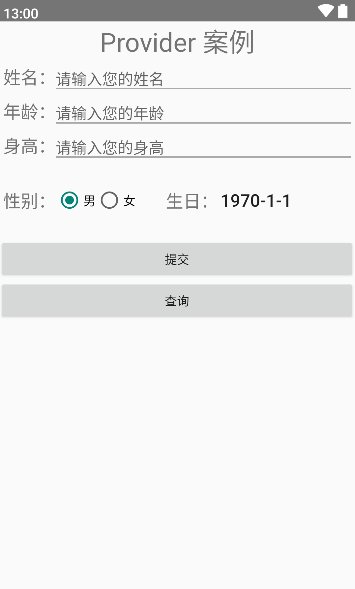 13:00
Provider 案例
姓名： 请输入您的姓名
年龄： 请输入您的年龄
身高： 请输入您的身高
性别： 男 女 生日： 1970-1-1
提交
查询